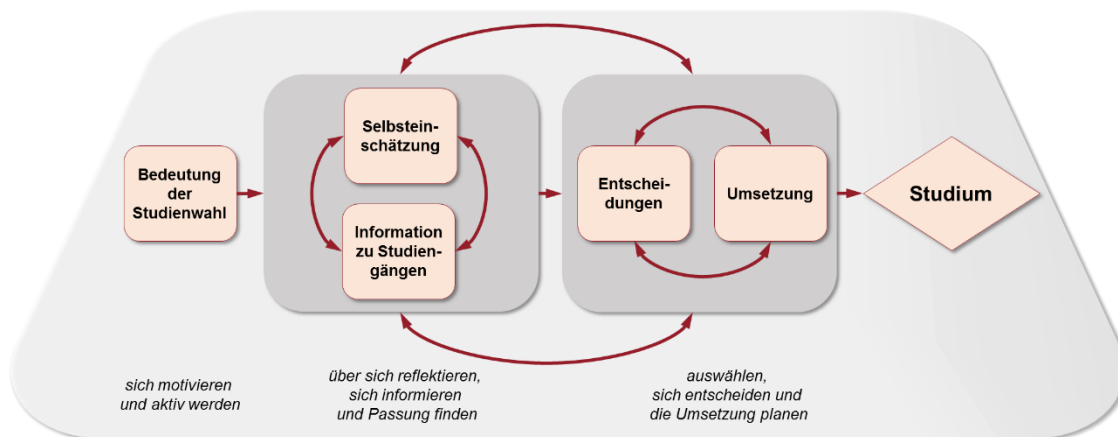 Bedeutung
der
Studienwahl
Selbstein-
schätzung
Information
zu Studien-
gängen
Entschei-
dungen
Umsetzung
Studium
sich motivieren
und aktiv werden
über sich reflektieren,
sich informieren
und Passung finden
auswählen,
sich entscheiden und
die Umsetzung planen